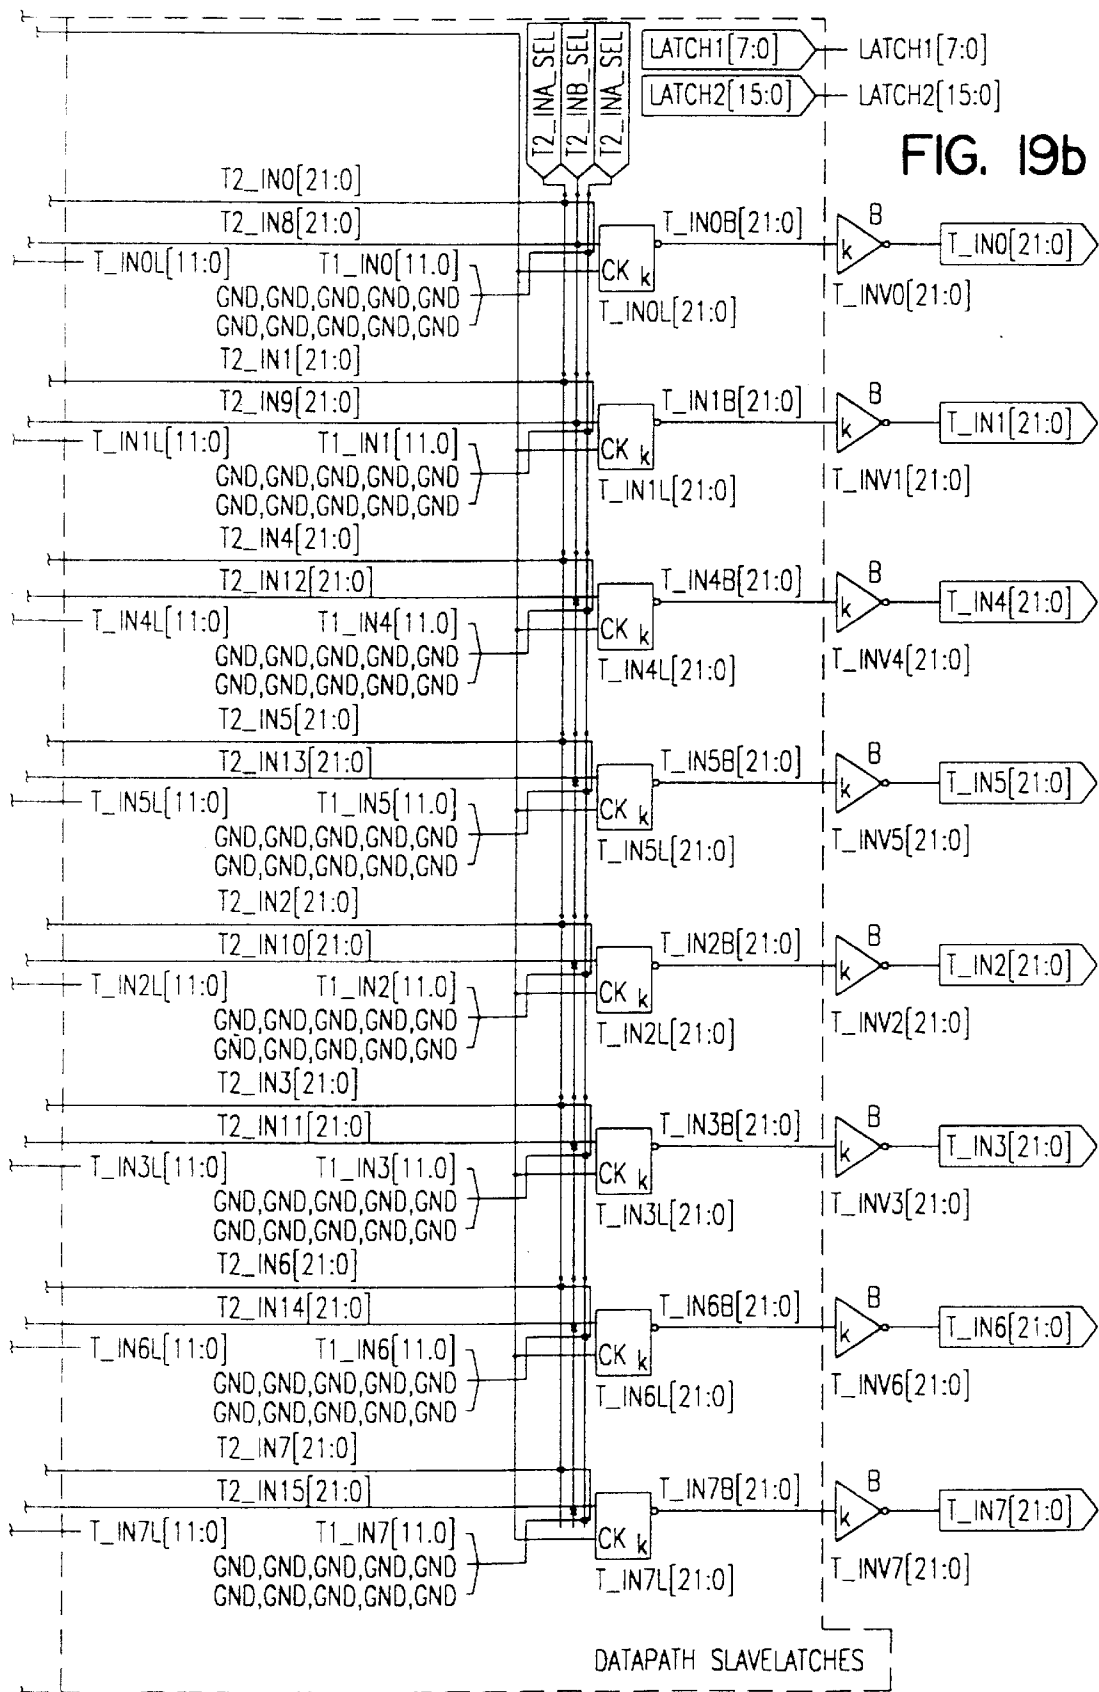 T2_INA_SEL
T2_INB_SEL
T2_INA_SEL
LATCH1[7:0] LATCH1[7:0]
LATCH2[15:0] LATCH2[15:0]
FIG. 19b
T2_IN0[21:0]
T2_IN8[21:0] T_IN0B[21:0] B
k T_IN0[21:0]
T_IN0L[11:0] T1_IN0[11.0] CK k T_INV0[21:0]
GND,GND,GND,GND,GND T_IN0L[21:0]
GND,GND,GND,GND,GND
T2_IN1[21:0]
T2_IN9[21:0] T_IN1B[21:0] B
k T_IN1[21:0]
T_IN1L[11:0] T1_IN1[11.0] CK k
GND,GND,GND,GND,GND T_IN1L[21:0] T_INV1[21:0]
GND,GND,GND,GND,GND
T2_IN4[21:0]
T2_IN12[21:0] T_IN4B[21:0] B
k T_IN4[21:0]
T_IN4L[11:0] T1_IN4[11.0] CK k
GND,GND,GND,GND,GND T_IN4L[21:0] T_INV4[21:0]
GND,GND,GND,GND,GND
T2_IN5[21:0]
T2_IN13[21:0] T_IN5B[21:0] B
k T_IN5[21:0]
T_IN5L[11:0] T1_IN5[11.0] CK k
GND,GND,GND,GND,GND T_IN5L[21:0] T_INV5[21:0]
GND,GND,GND,GND,GND
T2_IN2[21:0]
T2_IN10[21:0] T_IN2B[21:0] B
k T_IN2[21:0]
T_IN2L[11:0] T1_IN2[11.0] CK k
GND,GND,GND,GND,GND T_IN2L[21:0] T_INV2[21:0]
GND,GND,GND,GND,GND
T2_IN3[21:0]
T2_IN11[21:0] T_IN3B[21:0] B
k T_IN3[21:0]
T_IN3L[11:0] T1_IN3[11.0] CK k
GND,GND,GND,GND,GND T_IN3L[21:0] T_INV3[21:0]
GND,GND,GND,GND,GND
T2_IN6[21:0]
T2_IN14[21:0] T_IN6B[21:0] B
k T_IN6[21:0]
T_IN6L[11:0] T1_IN6[11.0] CK k
GND,GND,GND,GND,GND T_IN6L[21:0] T_INV6[21:0]
GND,GND,GND,GND,GND
T2_IN7[21:0]
T2_IN15[21:0] T_IN7B[21:0] B
k T_IN7[21:0]
T_IN7L[11:0] T1_IN7[11.0] CK k
GND,GND,GND,GND,GND T_IN7L[21:0] T_INV7[21:0]
GND,GND,GND,GND,GND
DATAPATH SLAVELATCHES